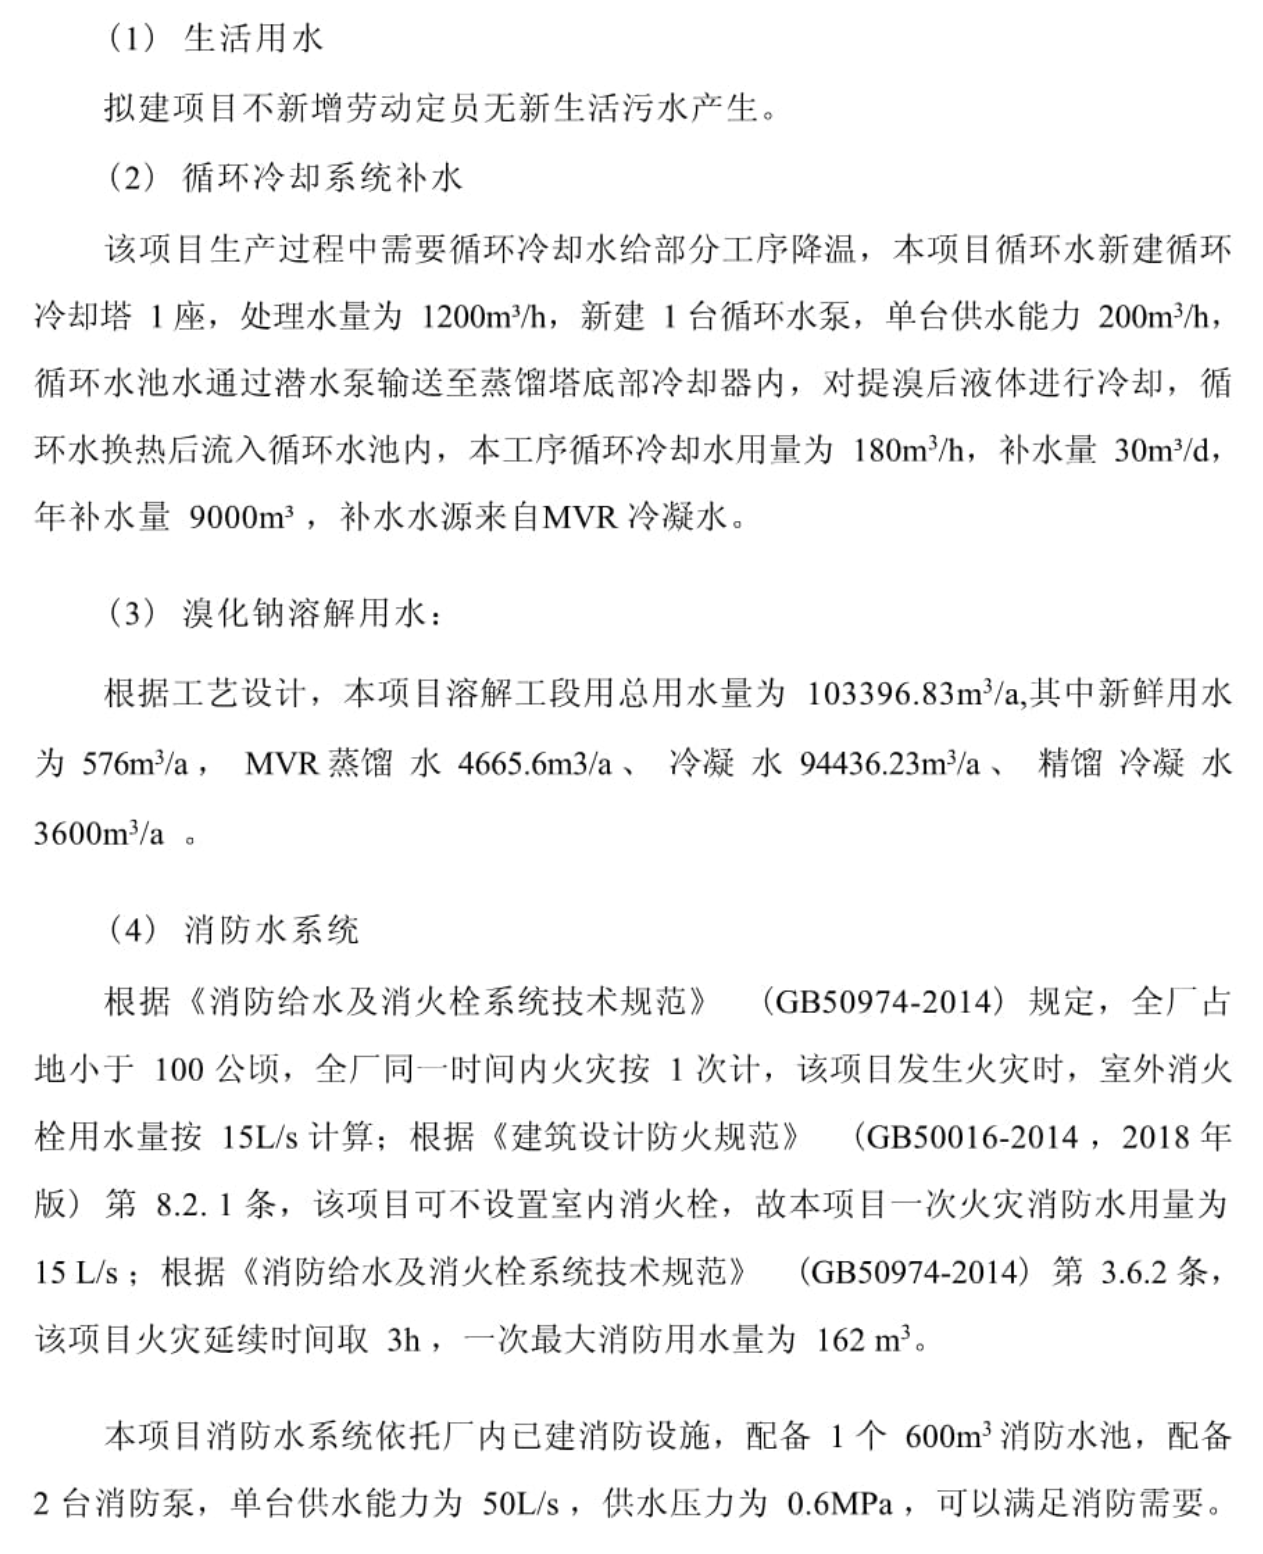 （1） 生活用水
拟建项目不新增劳动定员无新生活污水产生。
（2） 循环冷却系统补水
该项目生产过程中需要循环冷却水给部分工序降温，本项目循环水新建循环
冷却塔 1 座，处理水量为 1200m³/h，新建 1 台循环水泵，单台供水能力 200m³/h，
循环水池水通过潜水泵输送至蒸馏塔底部冷却器内，对提溴后液体进行冷却，循
环水换热后流入循环水池内，本工序循环冷却水用量为 180m³/h，补水量 30m³/d，
年补水量 9000m³ ，补水水源来自MVR 冷凝水。
（3） 溴化钠溶解用水：
根据工艺设计，本项目溶解工段用总用水量为 103396.83m³/a,其中新鲜用水
为 576m³/a ， MVR 蒸馏 水 4665.6m3/a 、 冷凝 水 94436.23m³/a 、 精馏 冷凝 水
3600m³/a 。
（4） 消防水系统
根据《消防给水及消火栓系统技术规范》 （GB50974-2014）规定，全厂占
地小于 100 公顷，全厂同一时间内火灾按 1 次计，该项目发生火灾时，室外消火
栓用水量按 15L/s 计算；根据《建筑设计防火规范》 （GB50016-2014 ，2018 年
版）第 8.2. 1 条，该项目可不设置室内消火栓，故本项目一次火灾消防水用量为
15 L/s ；根据《消防给水及消火栓系统技术规范》 （GB50974-2014）第 3.6.2 条，
该项目火灾延续时间取 3h ，一次最大消防用水量为 162 m³。
本项目消防水系统依托厂内已建消防设施，配备 1 个 600m³ 消防水池，配备
2 台消防泵，单台供水能力为 50L/s ，供水压力为 0.6MPa ，可以满足消防需要。